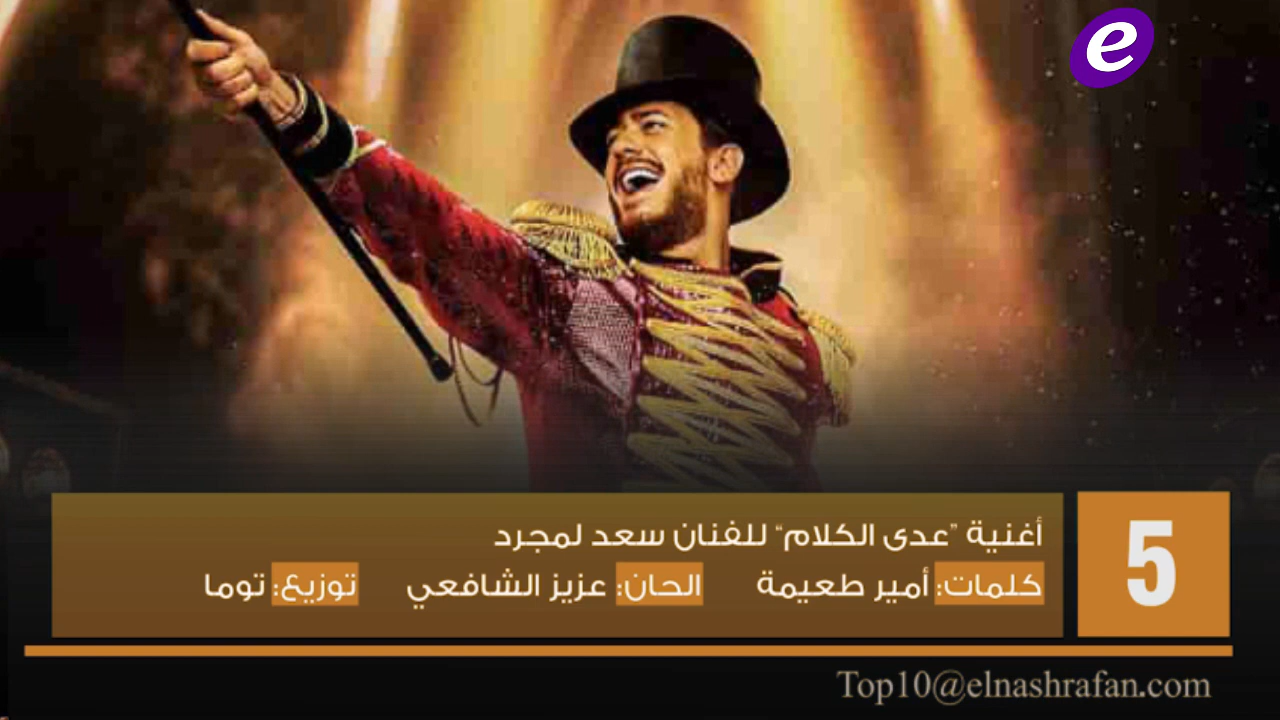 e
5
أغنية "عدى الكلام" للفنان سعد لمجرد
كلمات: أمير طعيمة الحان: عزيز الشافعي توزيع: توما
Top10@elnashrafan.com